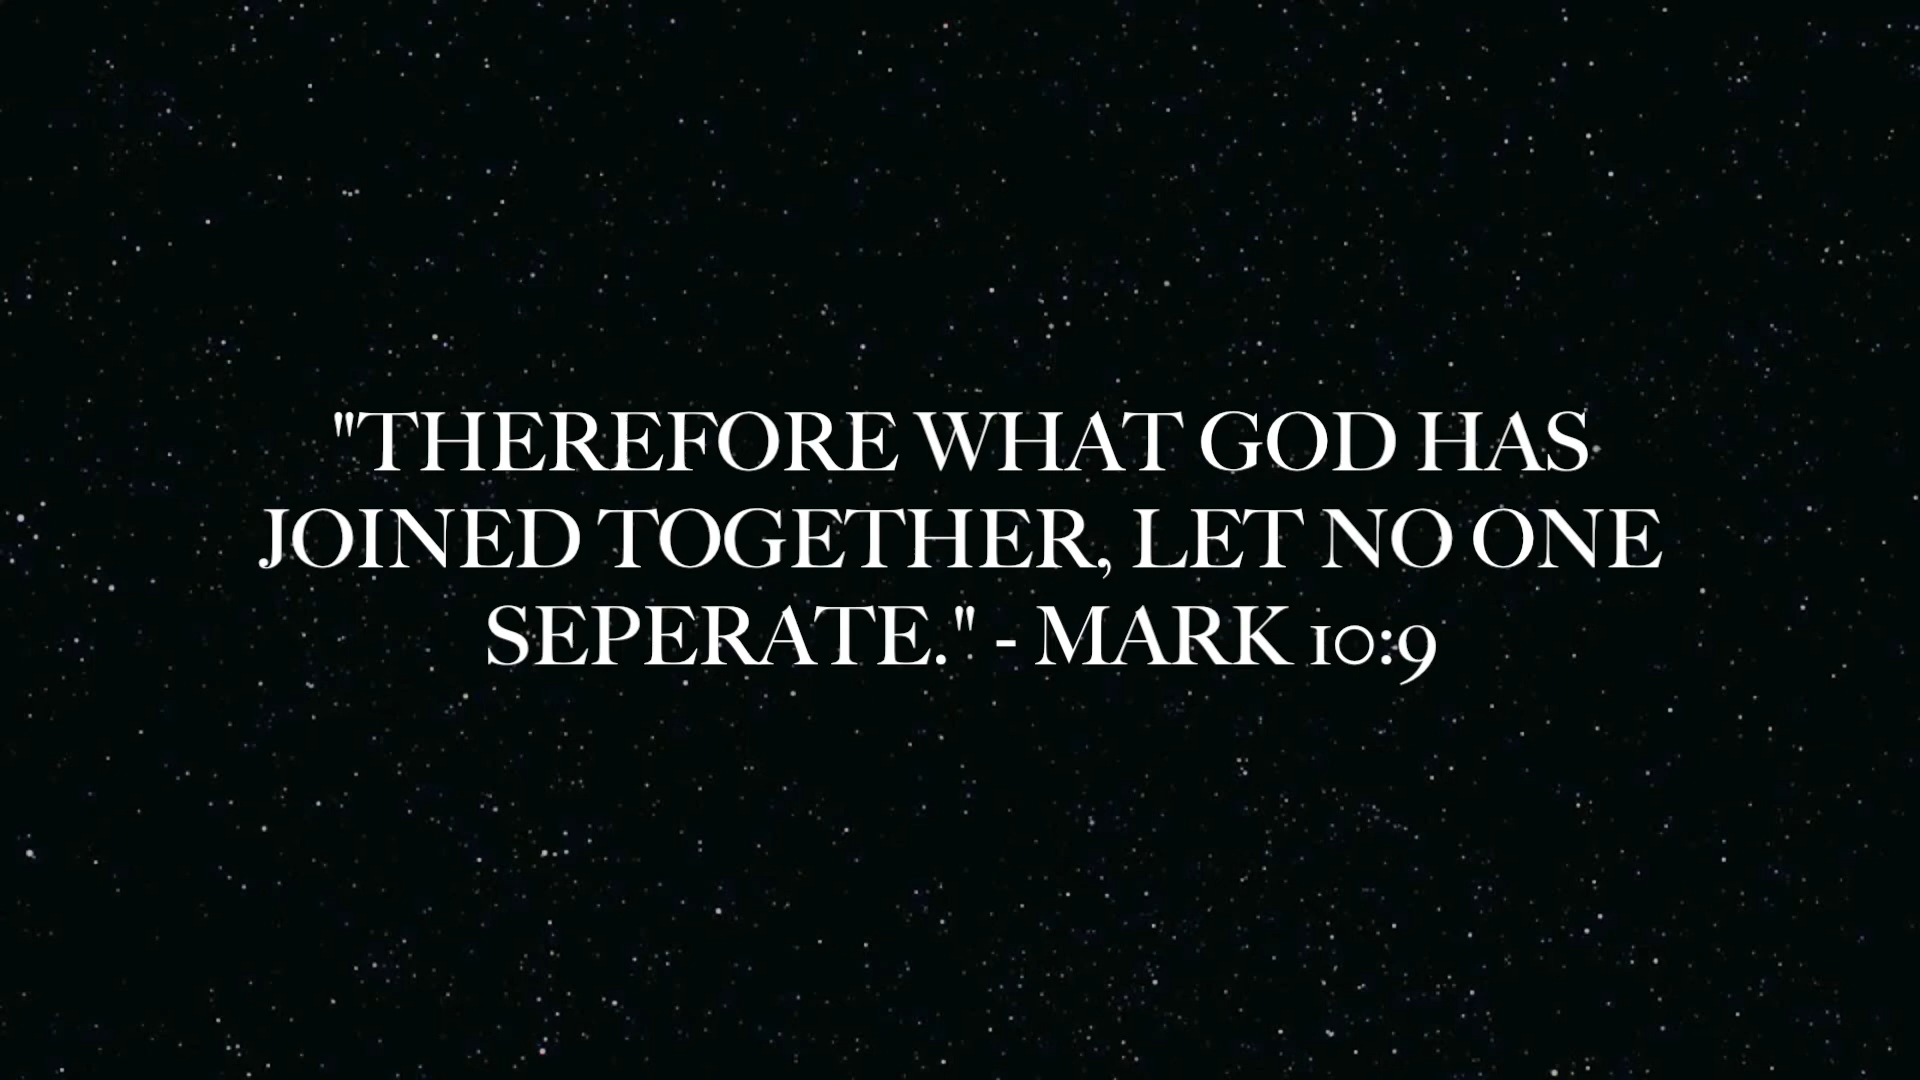 "THEREFORE WHAT GOD HAS
JOINED TOGETHER, LET NO ONE
SEPERATE." - MARK 10:9